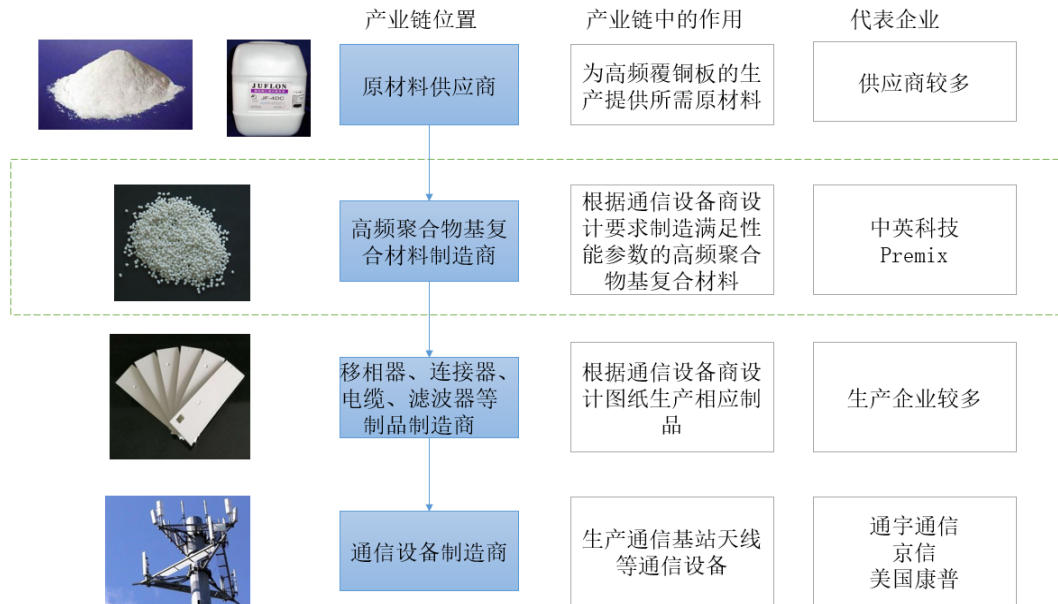 产业链位置
产业链中的作用
代表企业
JUFLON
JF-4DC
原材料供应商
为高频覆铜板的生
产提供所需原材料
供应商较多
高频聚合物基复
合材料制造商
根据通信设备商设
计要求制造满足性
能参数的高频聚合
物基复合材料
中英科技
Premix
移相器、连接器、
电缆、滤波器等
制品制造商
根据通信设备商设
计图纸生产相应制
品
生产企业较多
通信设备制造商
生产通信基站天线
等通信设备
通宇通信
京信
美国康普